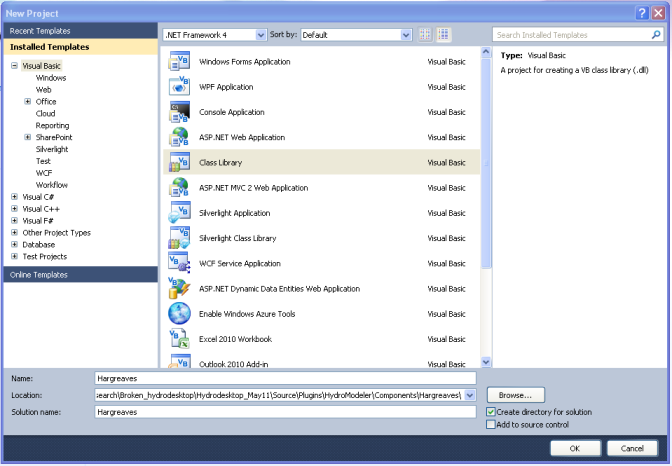 New Project
Recent Templates
.NET Framework 4
Sort by: Default
Search Installed Templates
Installed Templates
Visual Basic
Windows
Web
Office
Cloud
Reporting
SharePoint
Silverlight
Test
WCF
Workflow
Visual C#
Visual C++
Visual F#
Other Project Types
Database
Test Projects
Online Templates
Windows Forms Application Visual Basic
WPF Application Visual Basic
Console Application Visual Basic
ASP.NET Web Application Visual Basic
Class Library Visual Basic
ASP.NET MVC 2 Web Application Visual Basic
Silverlight Application Visual Basic
Silverlight Class Library Visual Basic
WCF Service Application Visual Basic
ASP.NET Dynamic Data Entities Web Application Visual Basic
Enable Windows Azure Tools Visual Basic
Excel 2010 Workbook Visual Basic
Outlook 2010 Add-in Visual Basic
Type: Visual Basic
A project for creating a VB class library (.dll)
Name: Hargreaves
Location: search\Broken_hydrodesktop\Hydrodesktop_May11\Source\Plugins\HydroModeler\Components\Hargreaves\ Browse...
Solution name: Hargreaves
Create directory for solution
Add to source control
OK Cancel